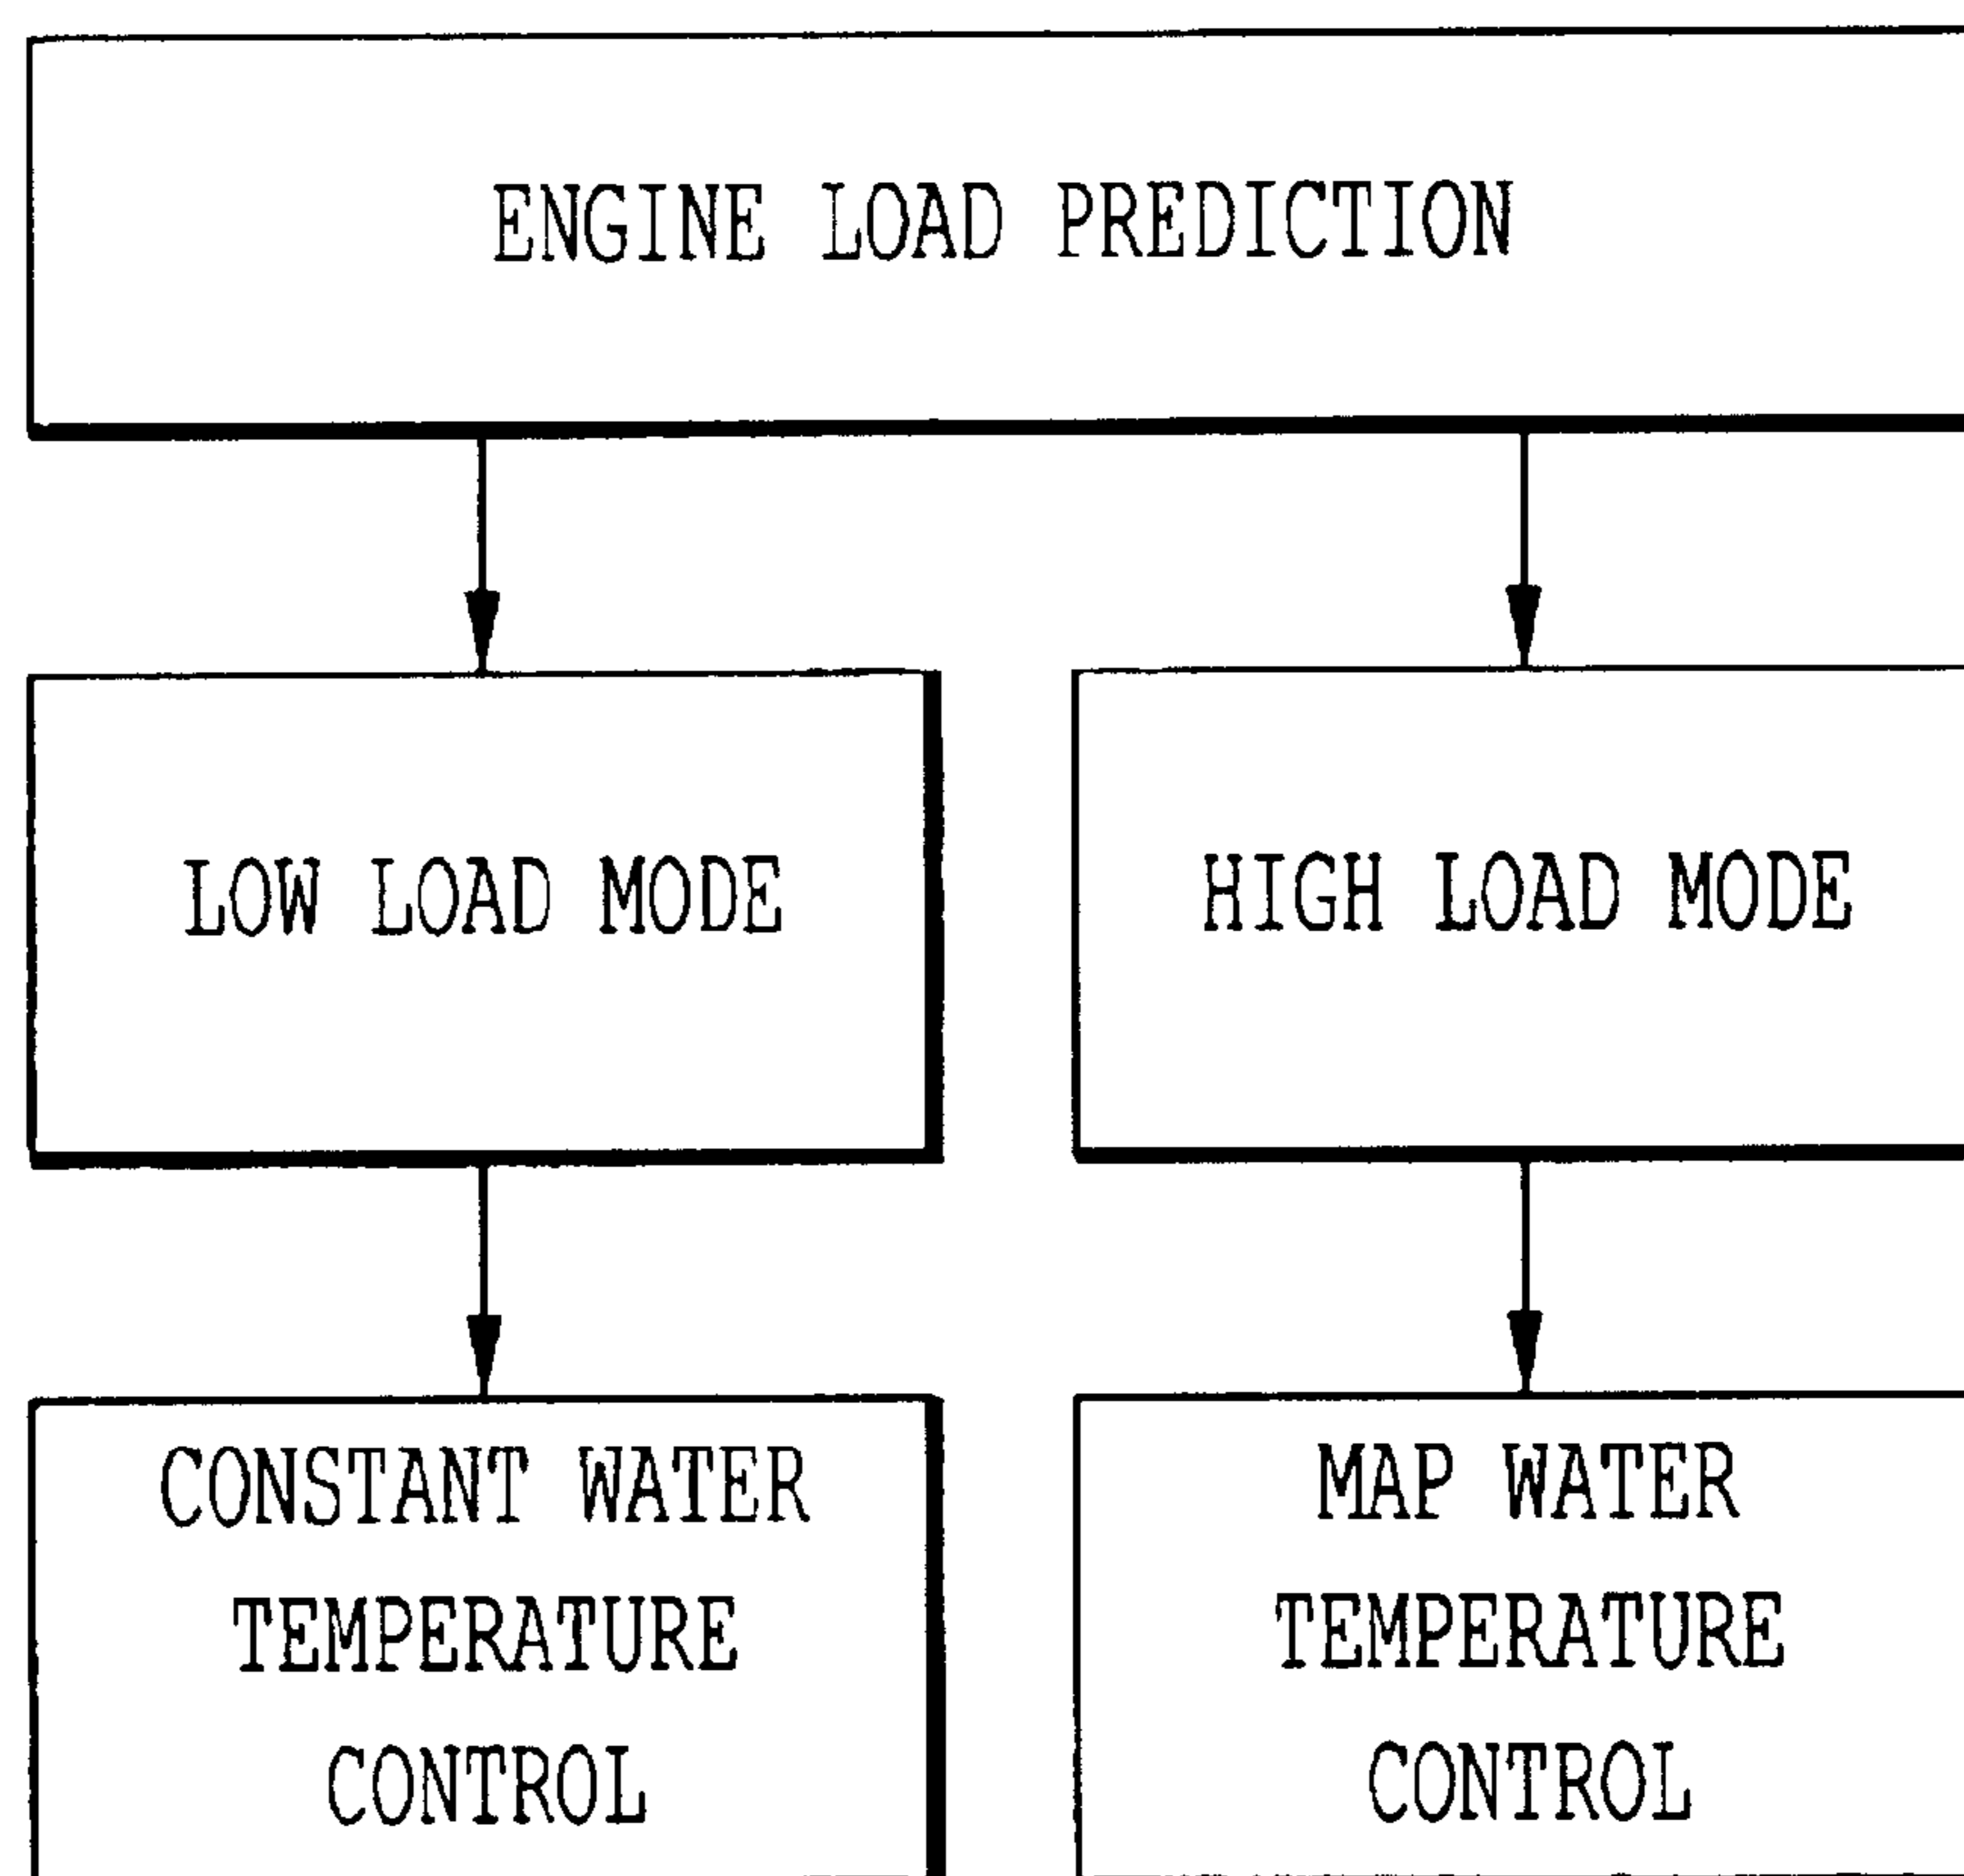 ENGINE LOAD PREDICTION
LOW LOAD MODE
HIGH LOAD MODE
CONSTANT WATER
TEMPERATURE
CONTROL
MAP WATER
TEMPERATURE
CONTROL